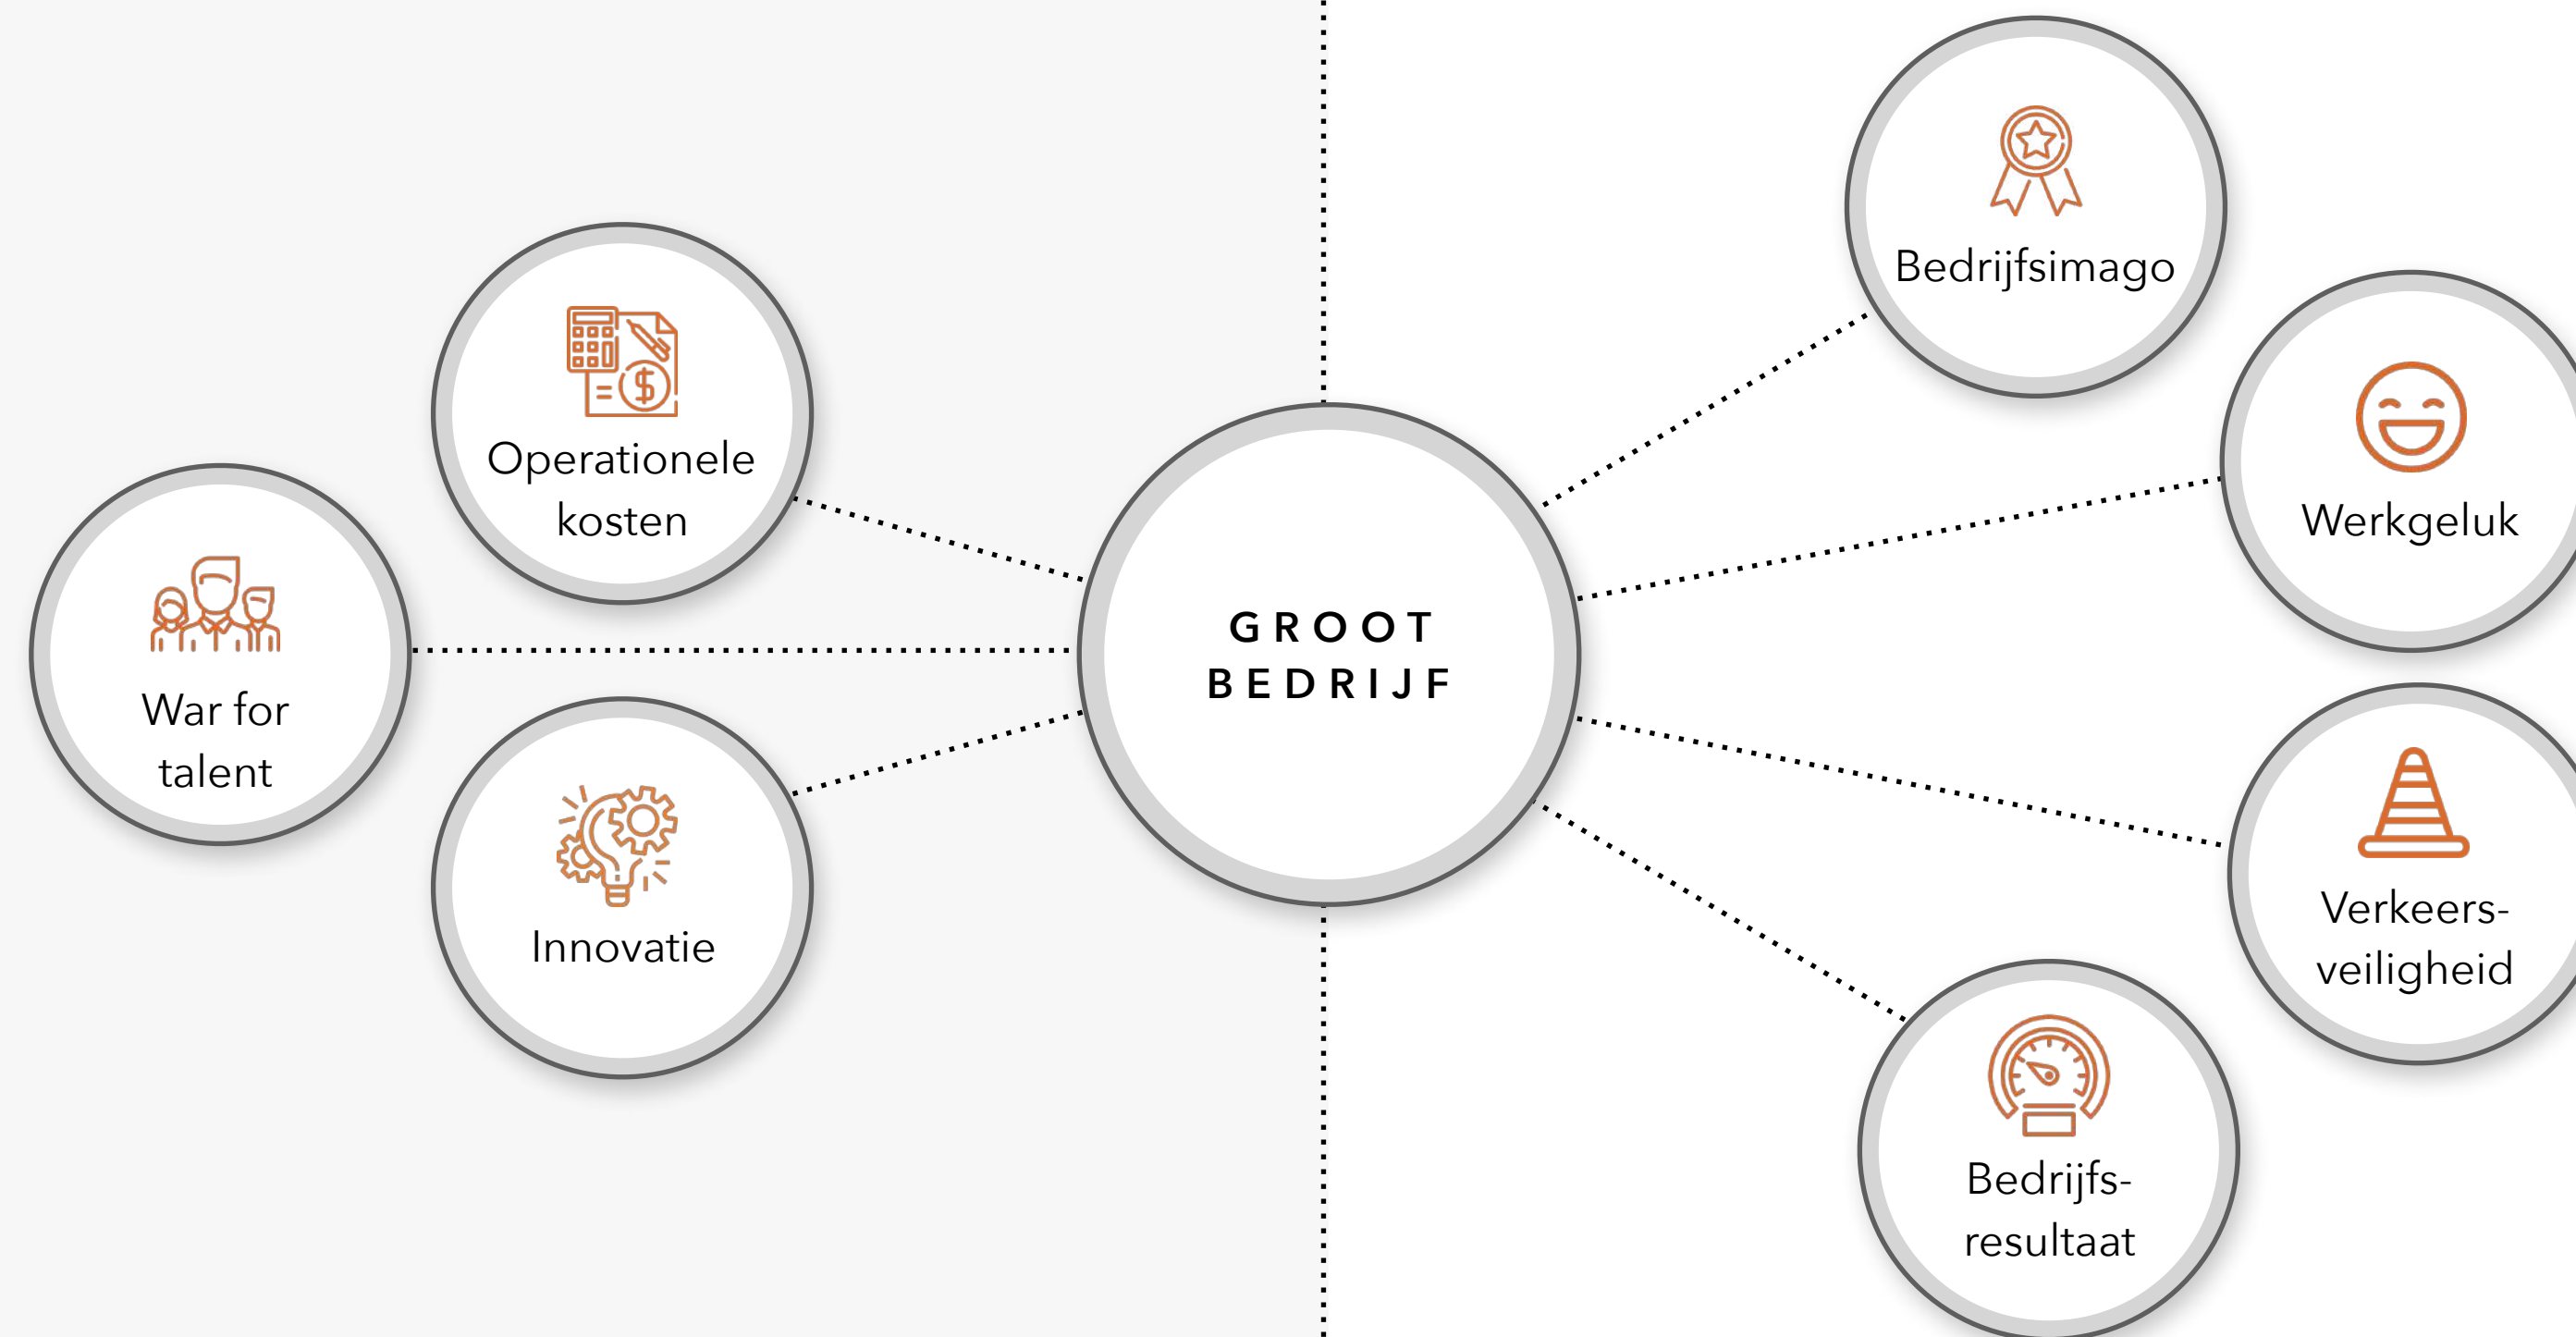 Operationele
kosten
War for
talent
Innovatie
GROOT
BEDRIJF
Bedrijfsimago
Werkgeluk
Verkeers-
veiligheid
Bedrijfs-
resultaat